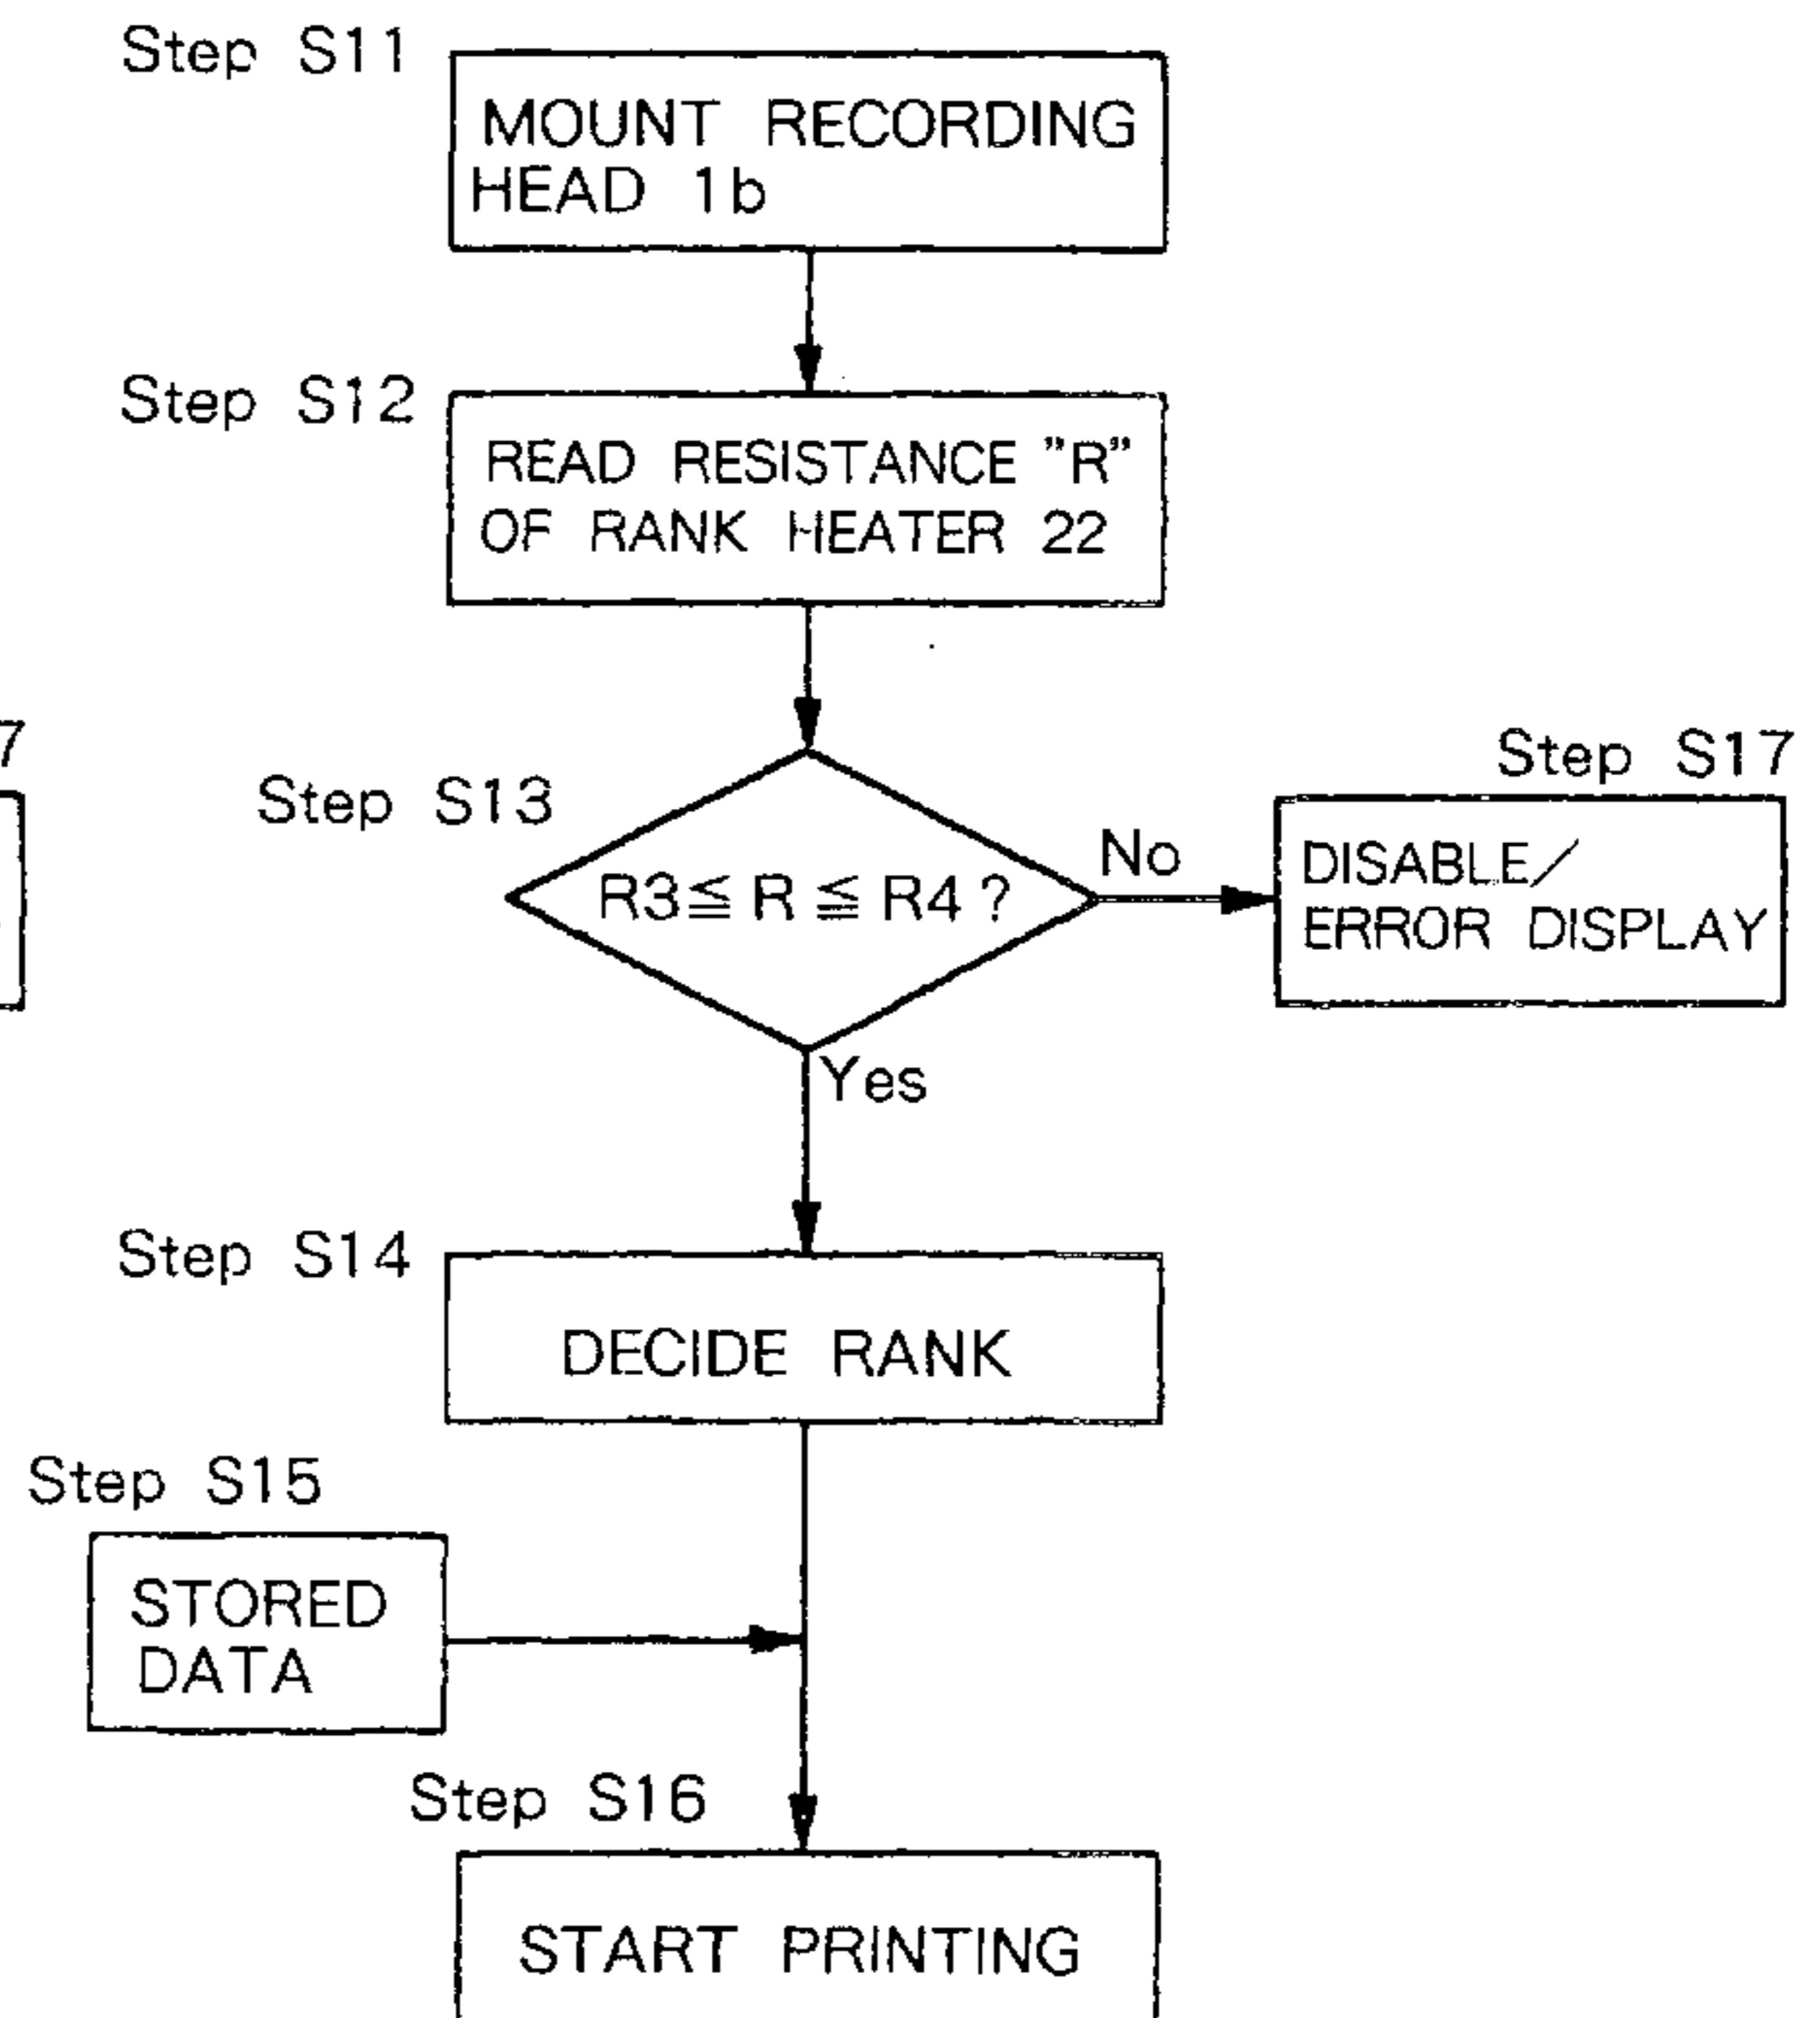 Step S11
MOUNT RECORDING
HEAD 1b
Step S12
READ RESISTANCE "R"
OF RANK HEATER 22
7
Step S17
Step S13
R3≦ R ≦ R4 ?
No
DISABLE/
ERROR DISPLAY
Yes
Step S14
DECIDE RANK
Step S15
STORED
DATA
Step S16
START PRINTING